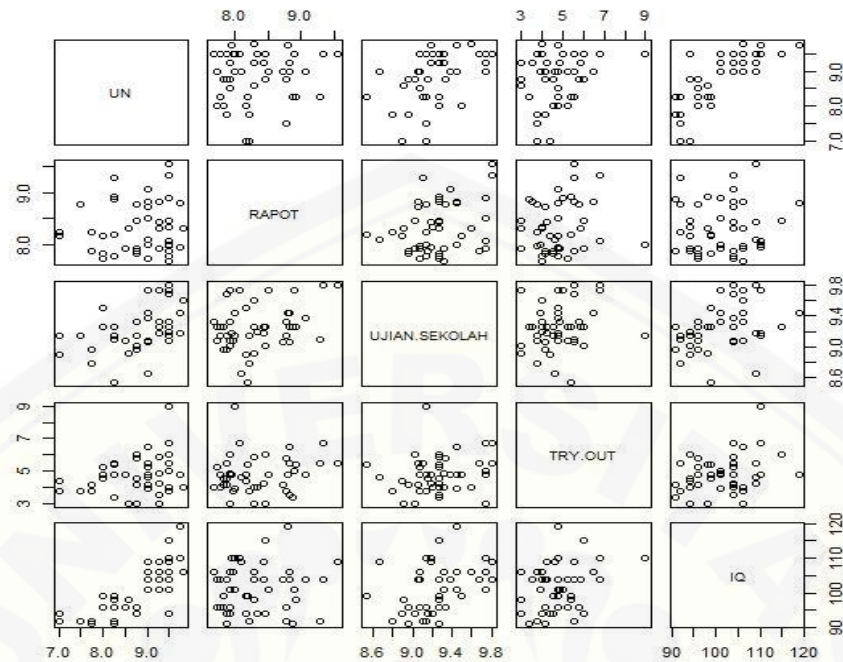 8.0 9.0 3 5 7 9
UN
7.0 8.0 9.0
8.0 9.0
RAPOT
UJIAN.SEKOLAH
8.6 9.0 9.4 9.8
3 5 7 9
TRY.OUT
IQ
90 100 120
7.0 8.0 9.0 8.6 9.0 9.4 9.8 90 100 110 120
UNIVERSITA